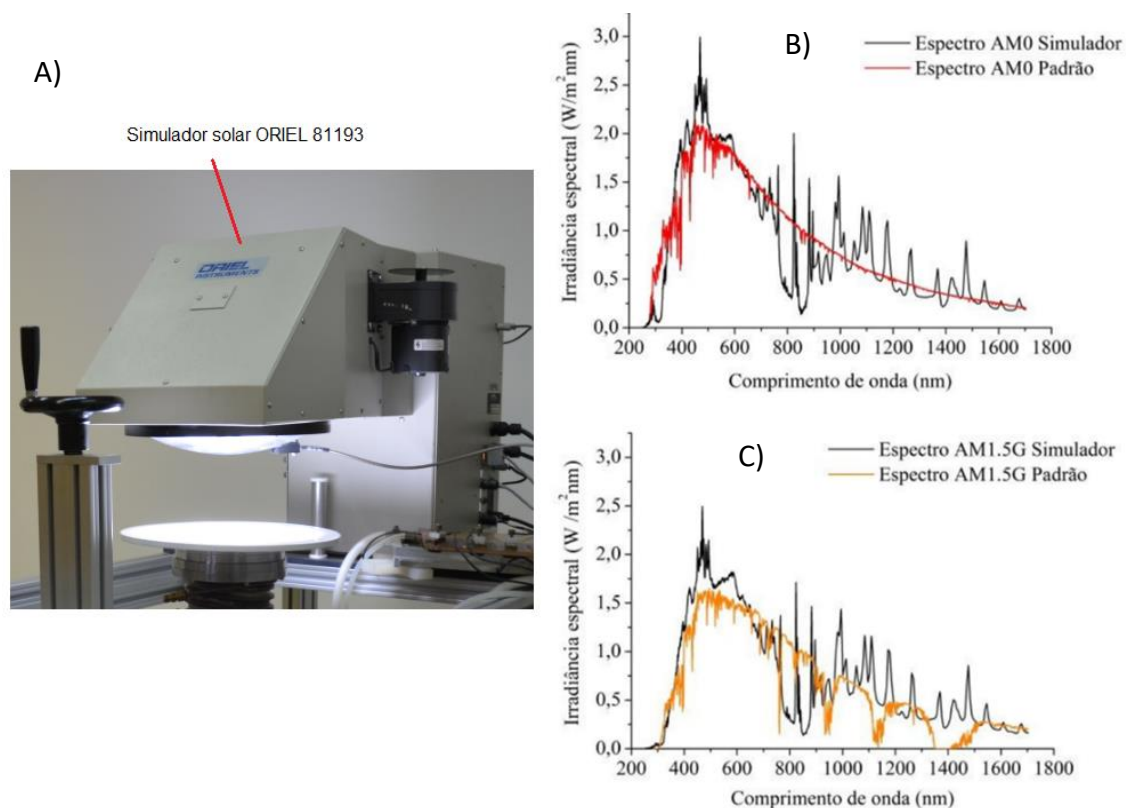 A)
Simulador solar ORIEL 81193
ORIEL
INSTRUMENTS
B)
Espectro AM0 Simulador
Espectro AM0 Padrão
Irradiância espectral (W/m²nm)
3,0
2,5
2,0
1,5
1,0
0,5
0,0
200 400 600 800 1000 1200 1400 1600 1800
Comprimento de onda (nm)
C)
Espectro AM1.5G Simulador
Espectro AM1.5G Padrão
Irradiância espectral (W /m²nm)
3,0
2,5
2,0
1,5
1,0
0,5
0,0
200 400 600 800 1000 1200 1400 1600 1800
Comprimento de onda (nm)